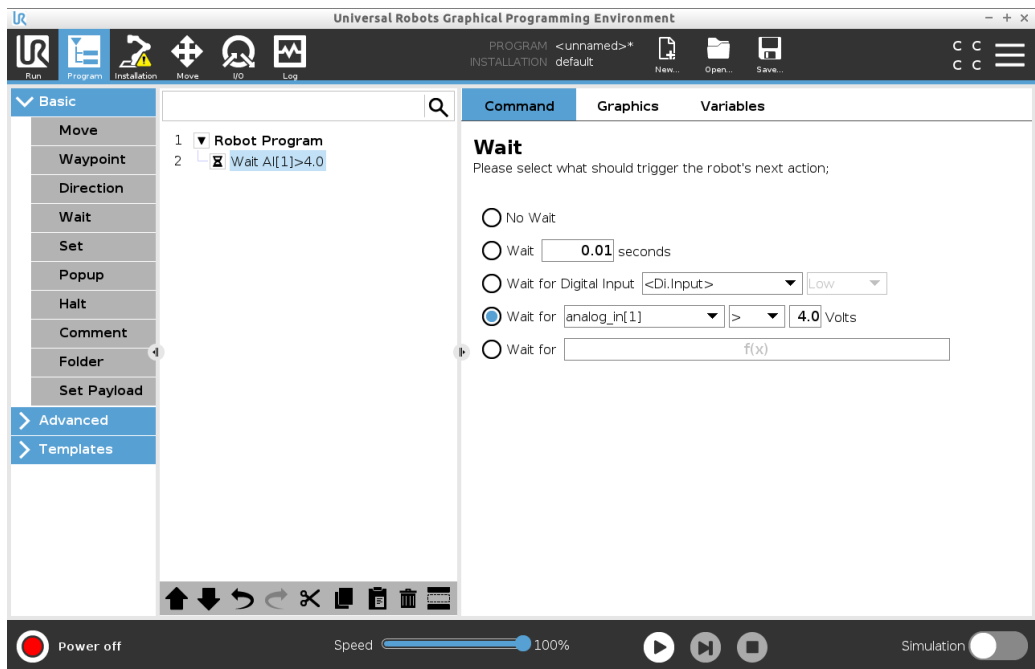 Universal Robots Graphical Programming Environment
PROGRAM <unnamed>*
INSTALLATION default
Run Program Installation Move I/O Log New... Open... Save...
C C
C C
Basic
Move
Waypoint
Direction
Wait
Set
Popup
Halt
Comment
Folder
Set Payload
Advanced
Templates
1 Robot Program
2 Wait AI[1]>4.0
Command Graphics Variables
Wait
Please select what should trigger the robot's next action;
No Wait
Wait 0.01 seconds
Wait for Digital Input <Di.Input> Low
Wait for analog_in[1] > 4.0 Volts
Wait for f(x)
Power off Speed 100% Simulation